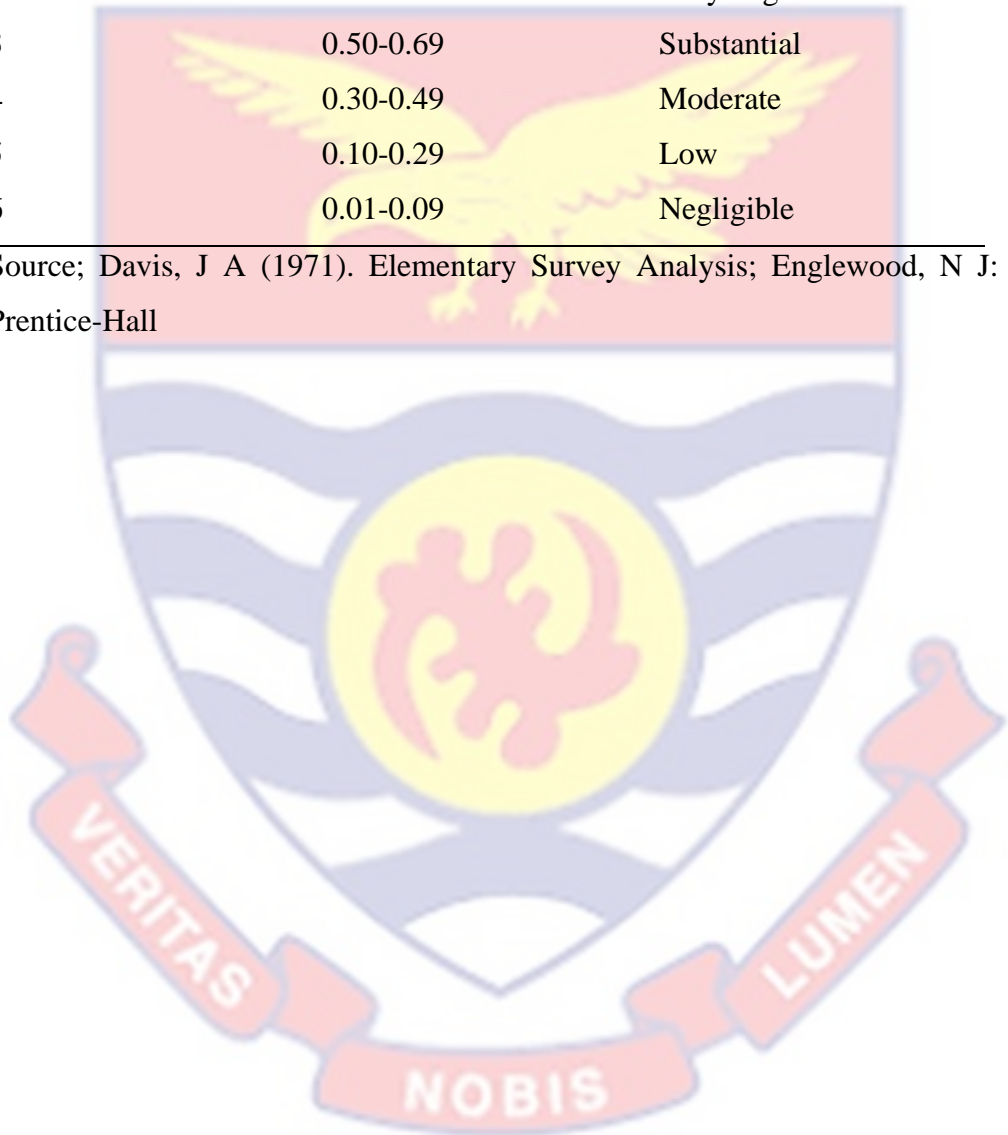 0.50-0.69 Substantial
0.30-0.49 Moderate
0.10-0.29 Low
0.01-0.09 Negligible
Source; Davis, J A (1971). Elementary Survey Analysis; Englewood, N J:
Prentice-Hall
VERITAS
NOBIS
LUMEN